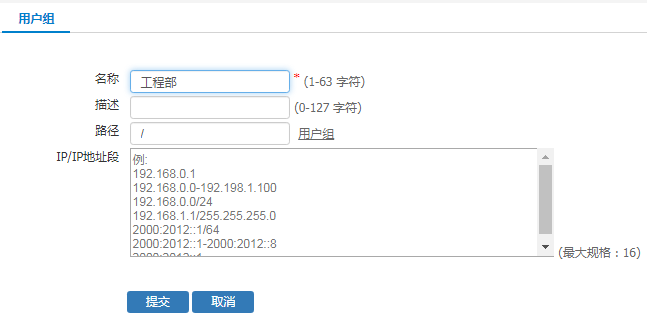 用户组
名称 工程部 * (1-63 字符)
描述 (0-127 字符)
路径 / 用户组
IP/IP地址段 例:
192.168.0.1
192.168.0.0-192.198.1.100
192.168.0.0/24
192.168.1.1/255.255.255.0
2000:2012::1/64
2000:2012::1-2000:2012::8
2000:2012::1
(最大规格：16)
提交 取消